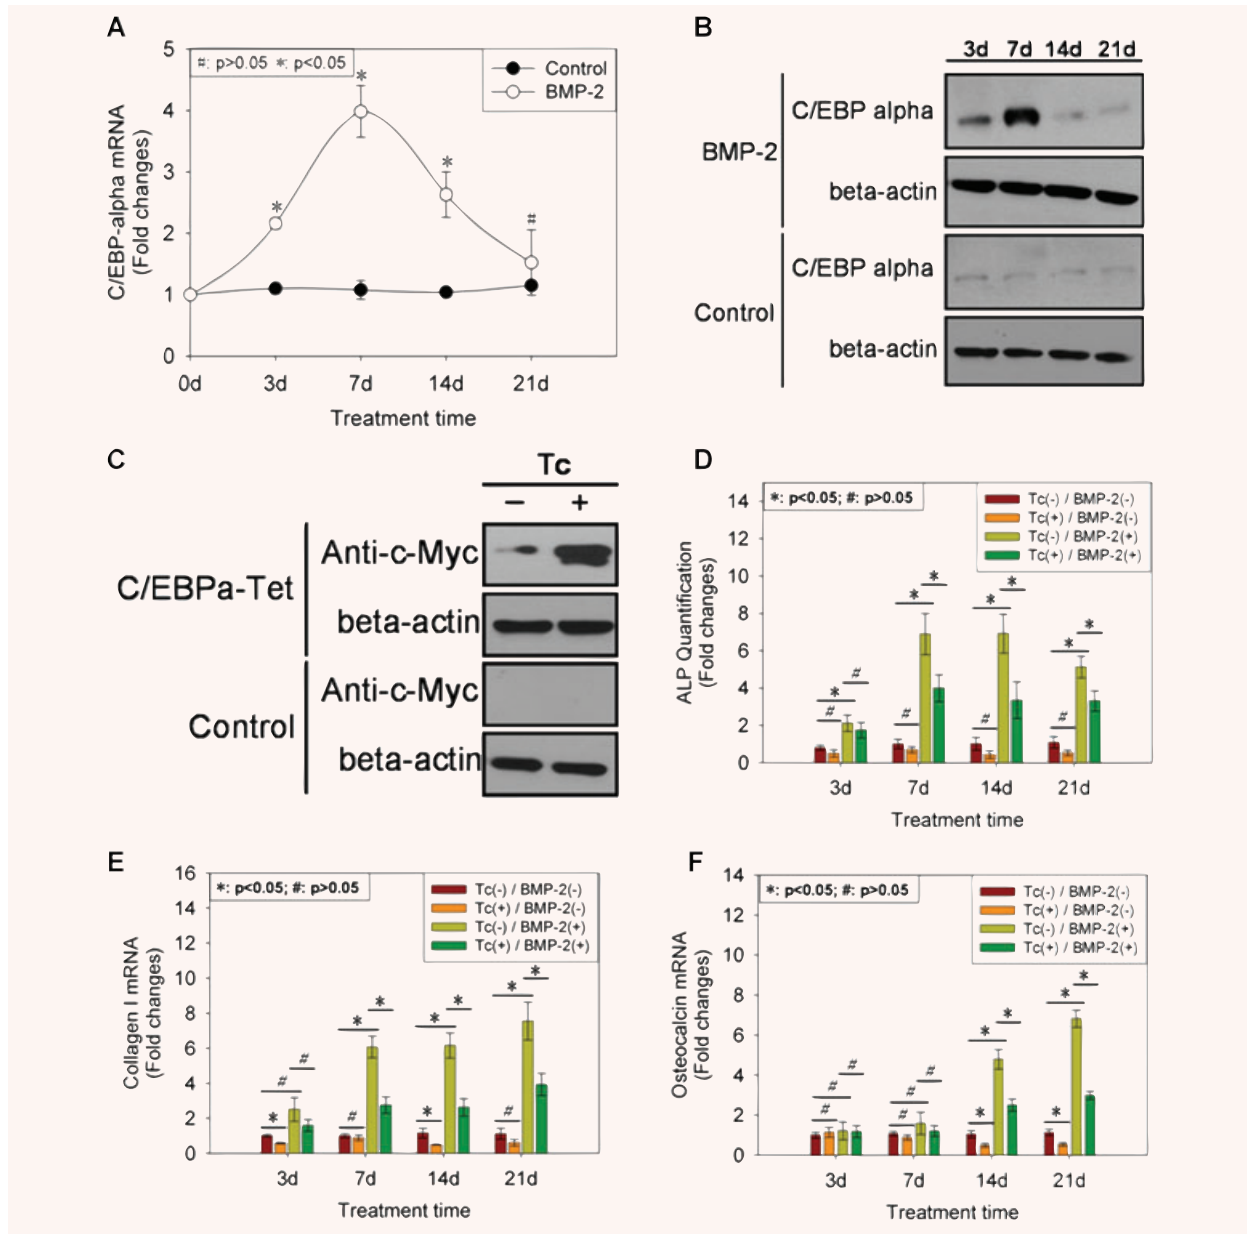 A
#: p>0.05 *: p<0.05
Control
BMP-2
*
*
*
#
5
4
3
2
1
0
C/EBP-alpha mRNA
(Fold changes)
0d 3d 7d 14d 21d
Treatment time
B
3d 7d 14d 21d
BMP-2
C/EBP alpha
beta-actin
Control
C/EBP alpha
beta-actin
C
Tc
− +
C/EBPa-Tet
Anti-c-Myc
beta-actin
Control
Anti-c-Myc
beta-actin
D
*: p<0.05; #: p>0.05
Tc(-) / BMP-2(-)
Tc(+) / BMP-2(-)
Tc(-) / BMP-2(+)
Tc(+) / BMP-2(+)
14
12
10
8
6
4
2
0
ALP Quantification
(Fold changes)
# * #
# * *
# * *
# * *
3d 7d 14d 21d
Treatment time
E
*: p<0.05; #: p>0.05
Tc(-) / BMP-2(-)
Tc(+) / BMP-2(-)
Tc(-) / BMP-2(+)
Tc(+) / BMP-2(+)
16
14
12
10
8
6
4
2
0
Collagen I mRNA
(Fold changes)
* # #
# * *
* * *
# * *
3d 7d 14d 21d
Treatment time
F
*: p<0.05; #: p>0.05
Tc(-) / BMP-2(-)
Tc(+) / BMP-2(-)
Tc(-) / BMP-2(+)
Tc(+) / BMP-2(+)
14
12
10
8
6
4
2
0
Osteocalcin mRNA
(Fold changes)
# # #
# # #
* * *
* * *
3d 7d 14d 21d
Treatment time